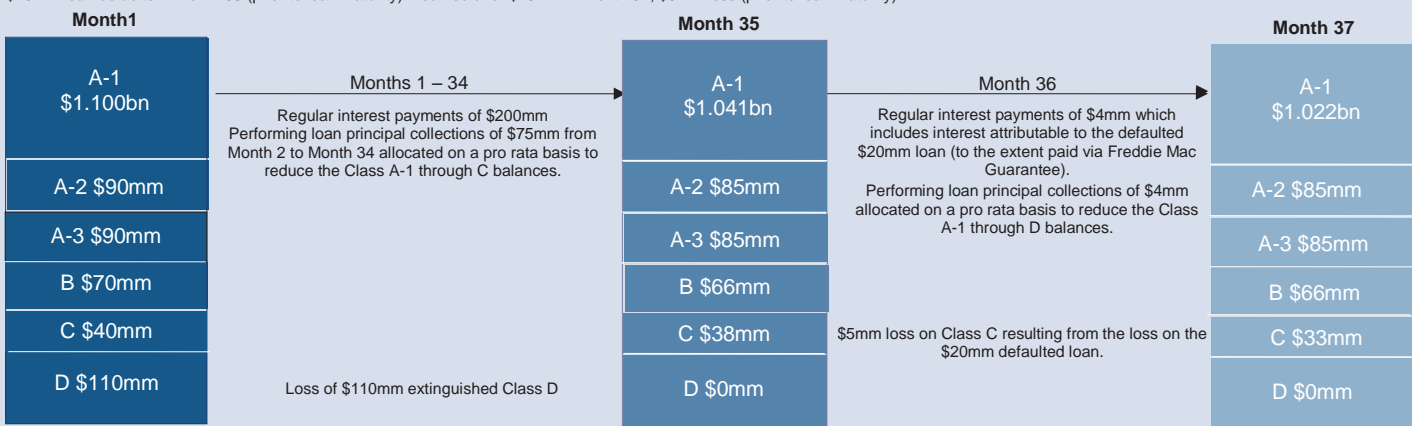 Month1
Month 35
Month 37
A-1
$1.100bn
A-2 $90mm
A-3 $90mm
B $70mm
C $40mm
D $110mm
Months 1 – 34
Regular interest payments of $200mm
Performing loan principal collections of $75mm from
Month 2 to Month 34 allocated on a pro rata basis to
reduce the Class A-1 through C balances.
Loss of $110mm extinguished Class D
A-1
$1.041bn
A-2 $85mm
A-3 $85mm
B $66mm
C $38mm
D $0mm
Month 36
Regular interest payments of $4mm which
includes interest attributable to the defaulted
$20mm loan (to the extent paid via Freddie Mac
Guarantee).
Performing loan principal collections of $4mm
allocated on a pro rata basis to reduce the Class
A-1 through D balances.
$5mm loss on Class C resulting from the loss on the
$20mm defaulted loan.
A-1
$1.022bn
A-2 $85mm
A-3 $85mm
B $66mm
C $33mm
D $0mm